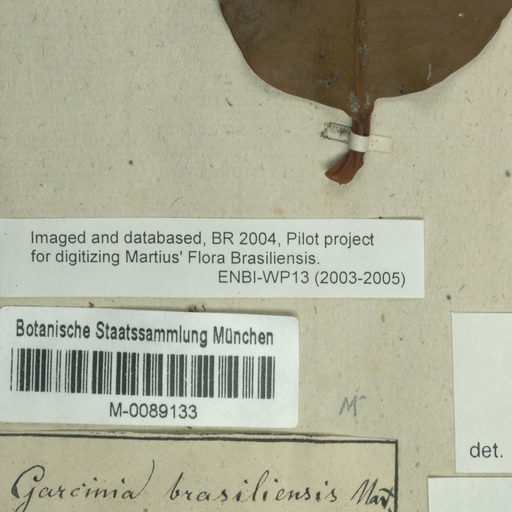 Imaged and databased, BR 2004, Pilot project
for digitizing Martius' Flora Brasiliensis.
ENBI-WP13 (2003-2005)
Botanische Staatssammlung München
M-0089133
M
det.
Garcinia brasiliensis Mart.